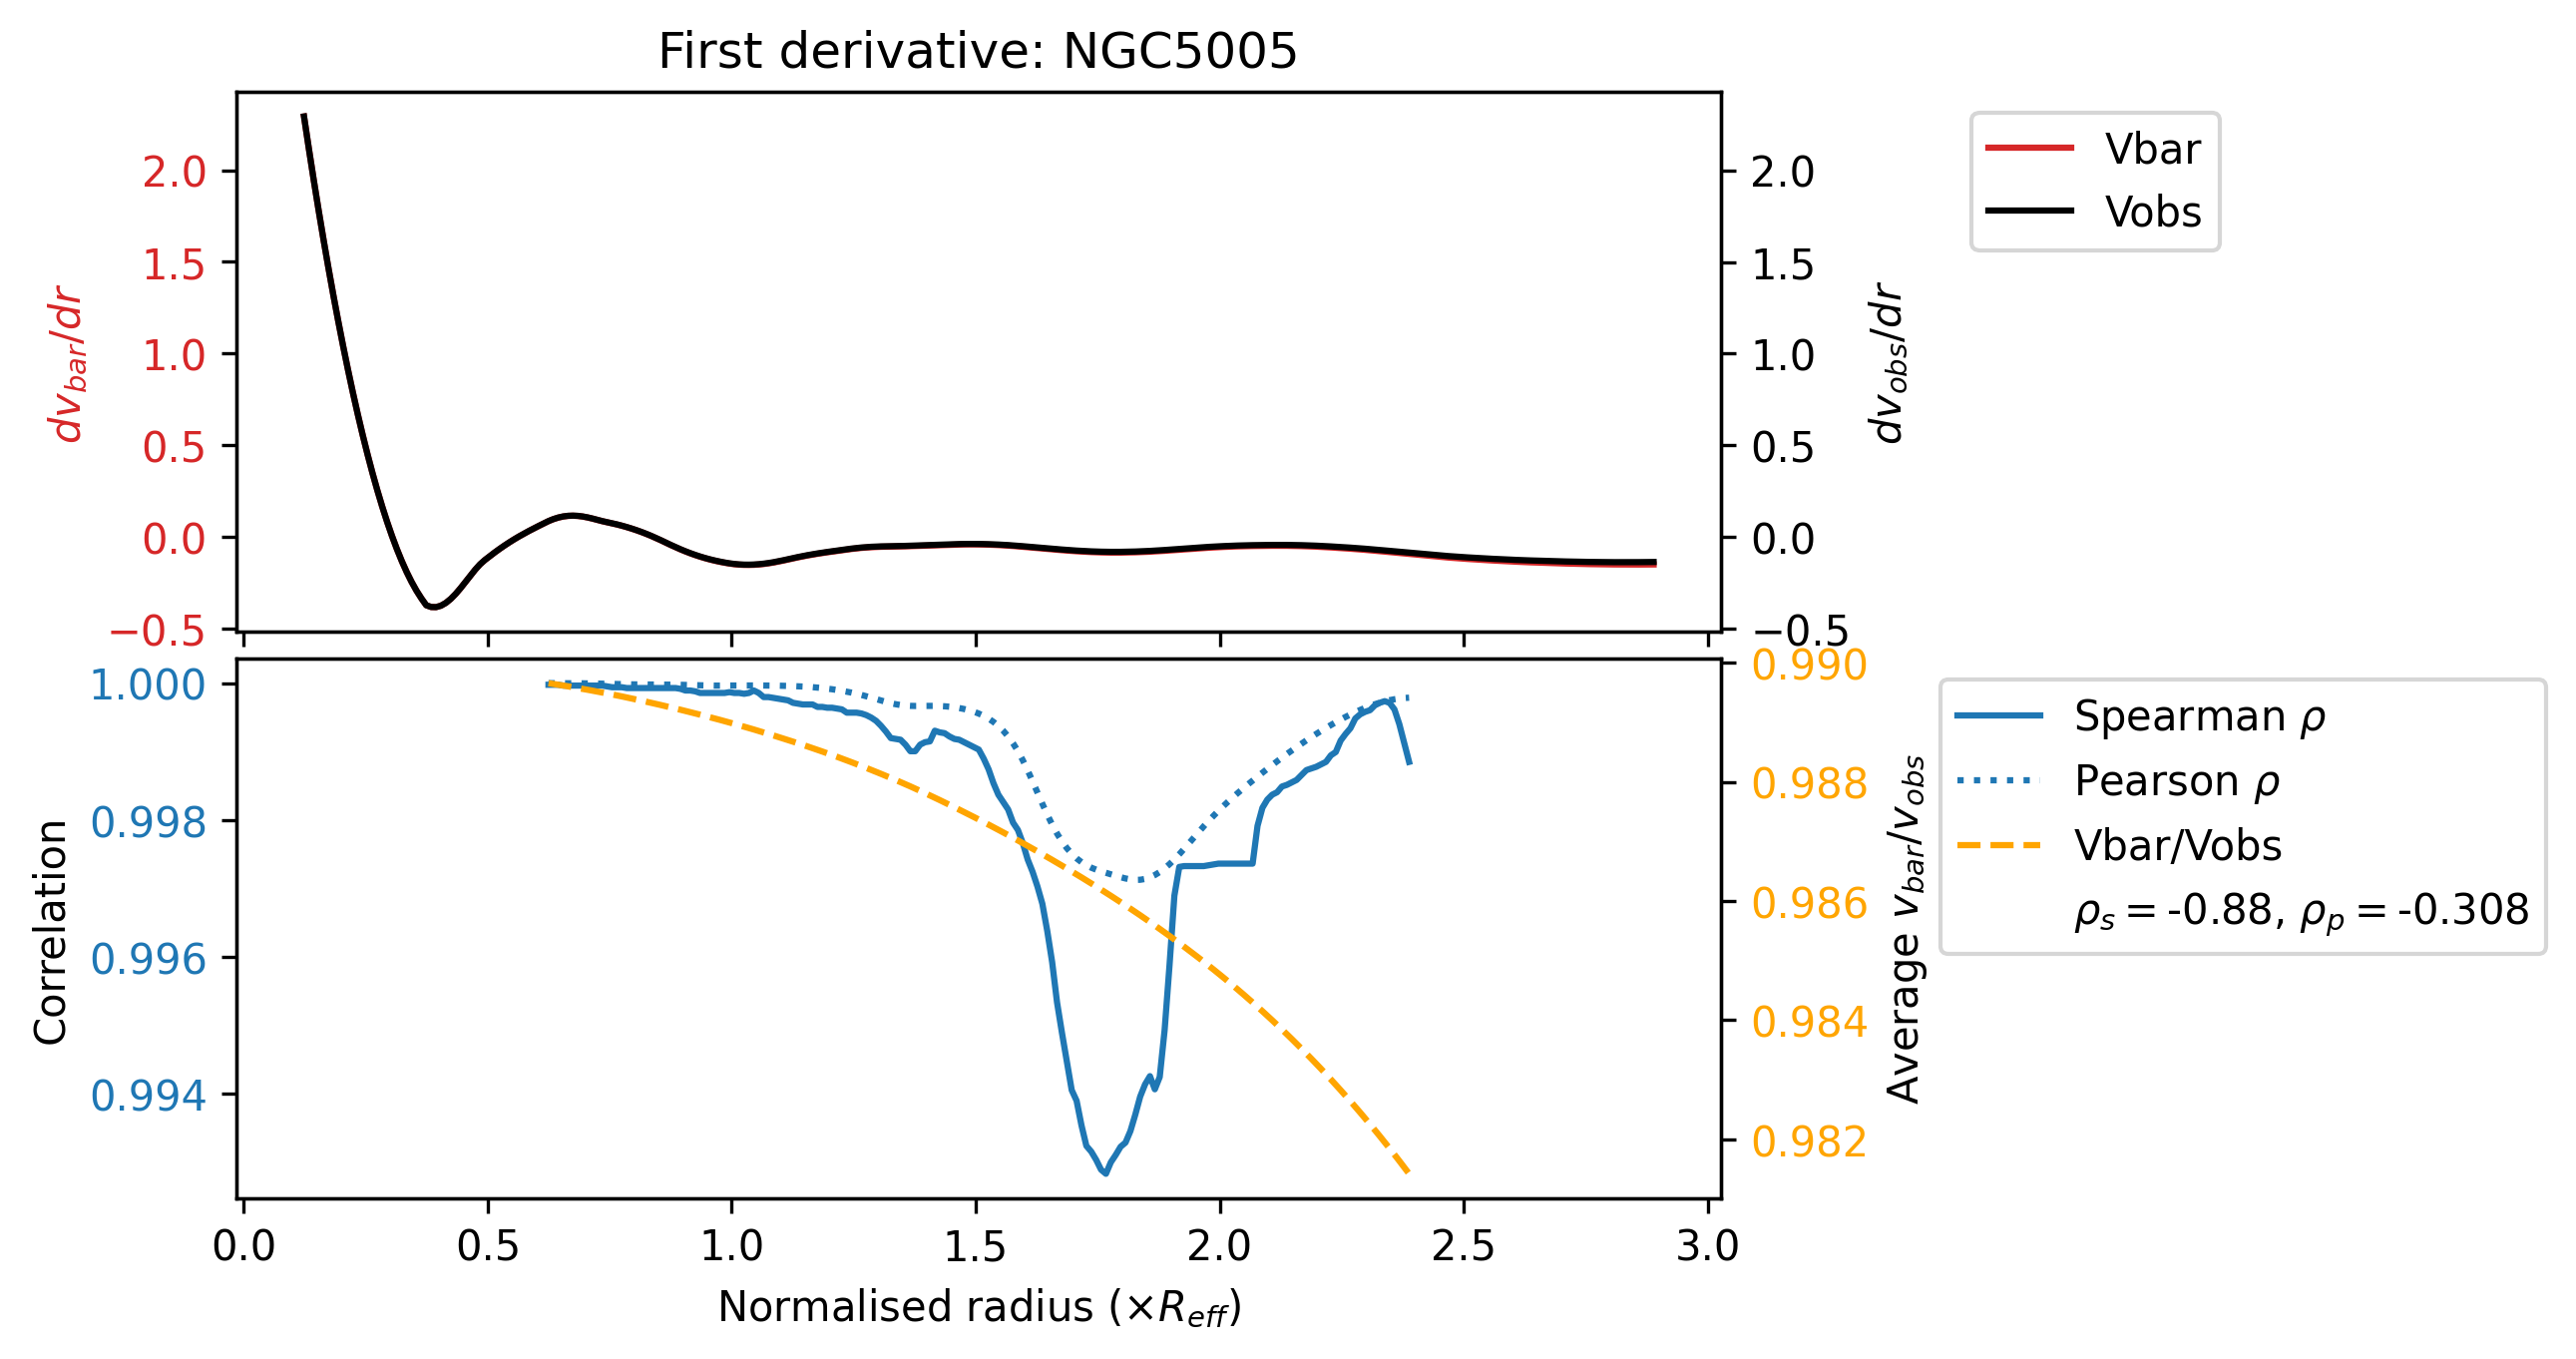 First derivative: NGC5005
dv_bar/dr
2.0
1.5
1.0
0.5
0.0
−0.5
2.0
1.5
1.0
0.5
0.0
−0.5
dv_obs/dr
Vbar
Vobs
Correlation
1.000
0.998
0.996
0.994
0.990
0.988
0.986
0.984
0.982
Average v_bar/v_obs
Spearman ρ
Pearson ρ
Vbar/Vobs
ρ_s = -0.88, ρ_p = -0.308
0.0 0.5 1.0 1.5 2.0 2.5 3.0
Normalised radius (×R_eff)